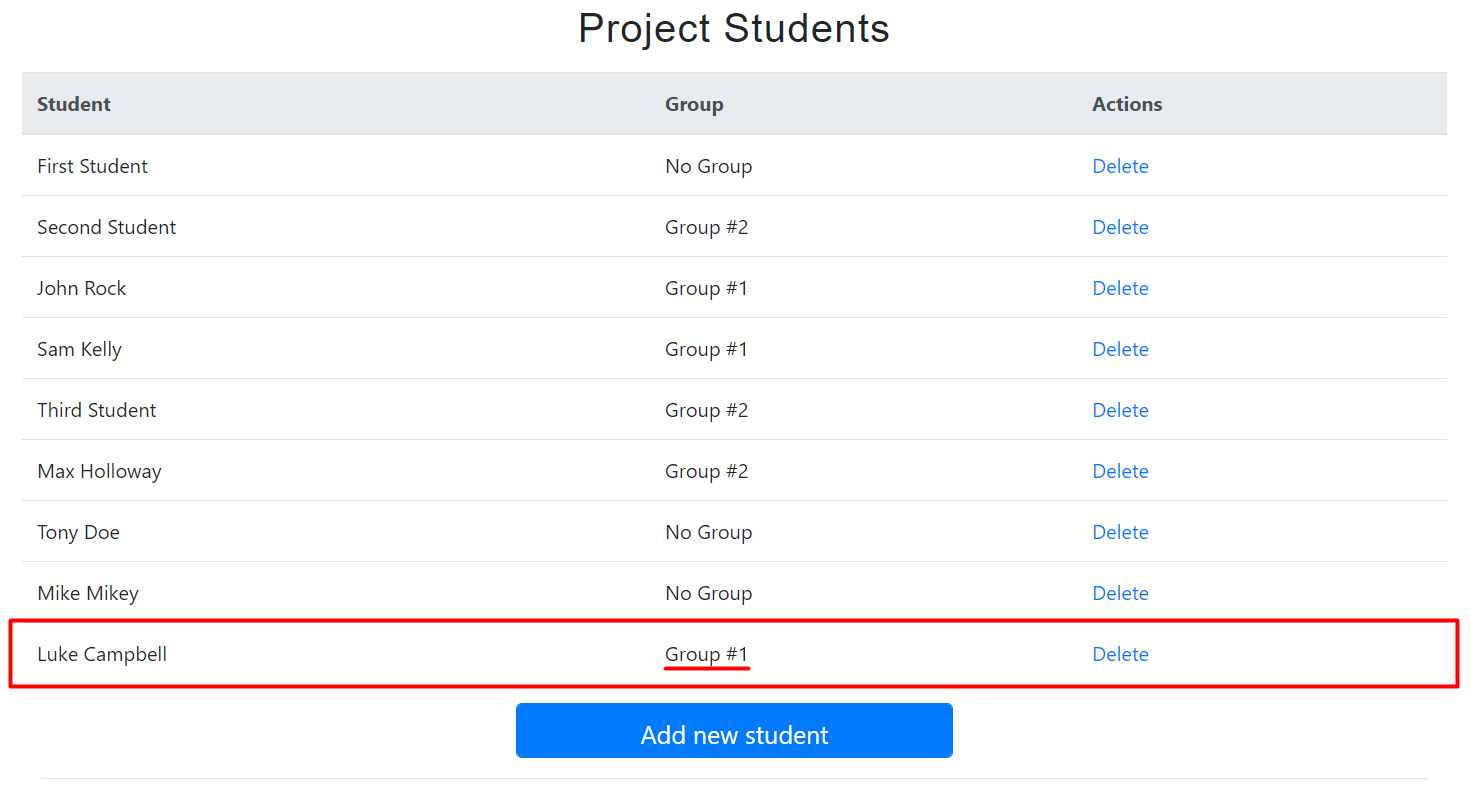 Project Students
Student Group Actions
First Student No Group Delete
Second Student Group #2 Delete
John Rock Group #1 Delete
Sam Kelly Group #1 Delete
Third Student Group #2 Delete
Max Holloway Group #2 Delete
Tony Doe No Group Delete
Mike Mikey No Group Delete
Luke Campbell Group #1 Delete
Add new student